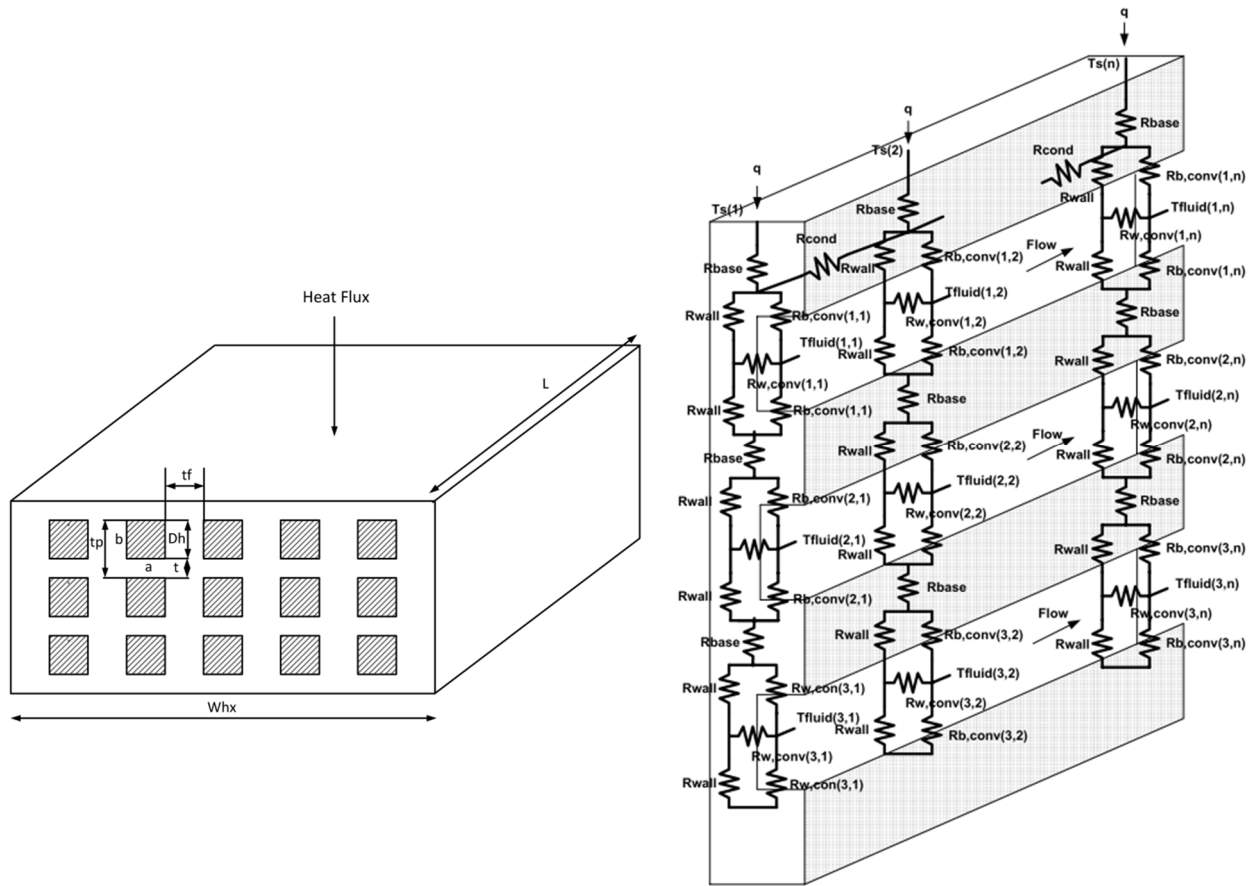 Heat Flux
L
tf
tp
b
Dh
a
t
Whx
q
Ts(n)
Rbase
Rcond
Rb,conv(1,n)
Rwall
Tfluid(1,n)
Rw,conv(1,n)
Flow
Rwall
Rb,conv(1,n)
Rbase
Rwall
Rb,conv(2,n)
Tfluid(2,n)
Flow
Rw,conv(2,n)
Rwall
Rb,conv(2,n)
Rbase
Rwall
Rb,conv(3,n)
Tfluid(3,n)
Flow
Rw,conv(3,n)
Rwall
Rb,conv(3,n)
q
Ts(2)
Rbase
Rwall
Rb,conv(1,2)
Tfluid(1,2)
Rw,conv(1,2)
Rwall
Rb,conv(1,2)
Rbase
Rwall
Rb,conv(2,2)
Tfluid(2,2)
Rw,conv(2,2)
Rwall
Rbase
Rwall
Rb,conv(3,2)
Tfluid(3,2)
Rw,conv(3,2)
Rwall
Rb,conv(3,2)
q
Ts(1)
Rcond
Rbase
Rwall
Rb,conv(1,1)
Tfluid(1,1)
Rw,conv(1,1)
Rwall
Rb,conv(1,1)
Rbase
Rwall
Rb,conv(2,1)
Tfluid(2,1)
Rwall
Rb,conv(2,1)
Rbase
Rwall
Rw,con(3,1)
Tfluid(3,1)
Rw,conv(3,1)
Rwall
Rw,con(3,1)